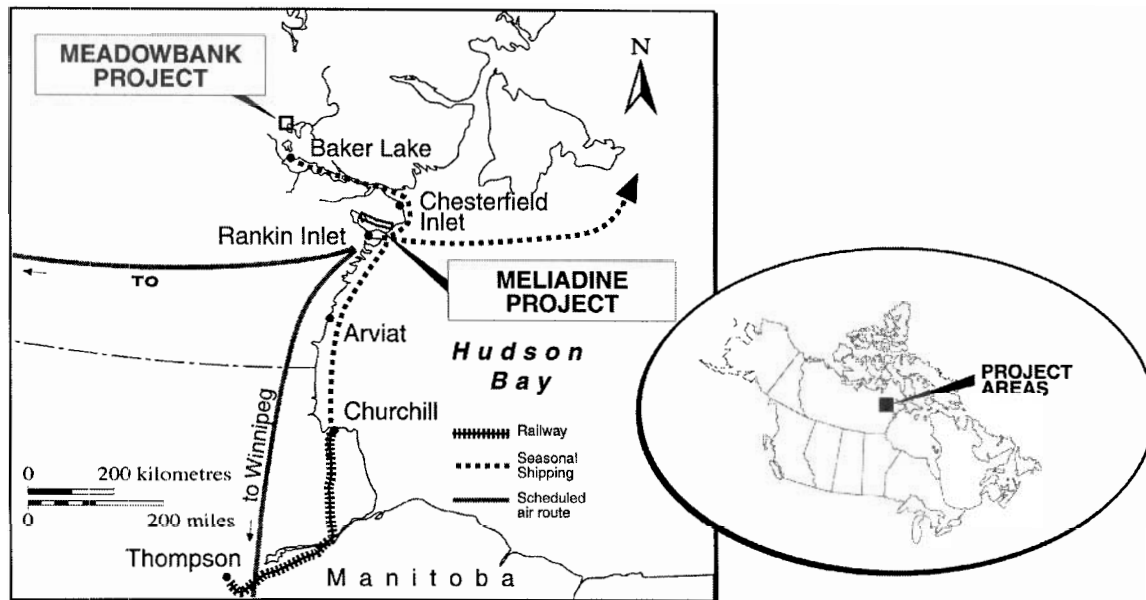 MEADOWBANK
PROJECT
N
Baker Lake
Chesterfield
Inlet
Rankin Inlet
TO
MELIADINE
PROJECT
Arviat
Hudson
Bay
PROJECT
AREAS
Churchill
Railway
Seasonal
Shipping
Scheduled
air route
to Winnipeg
0 200 kilometres
0 200 miles
Thompson
Manitoba